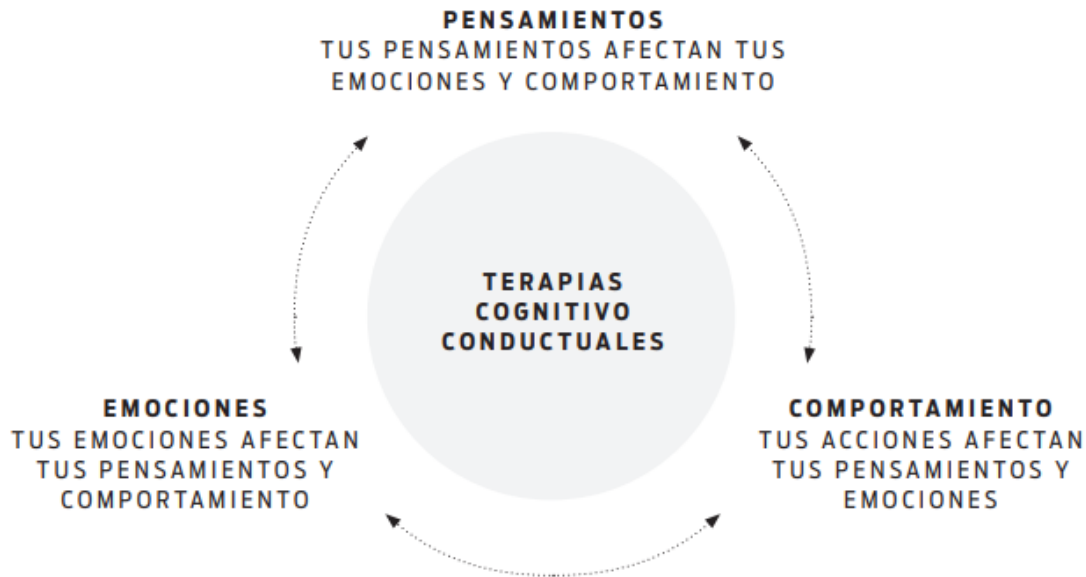 PENSAMIENTOS
TUS PENSAMIENTOS AFECTAN TUS
EMOCIONES Y COMPORTAMIENTO
TERAPIAS
COGNITIVO
CONDUCTUALES
EMOCIONES
TUS EMOCIONES AFECTAN
TUS PENSAMIENTOS Y
COMPORTAMIENTO
COMPORTAMIENTO
TUS ACCIONES AFECTAN
TUS PENSAMIENTOS Y
EMOCIONES